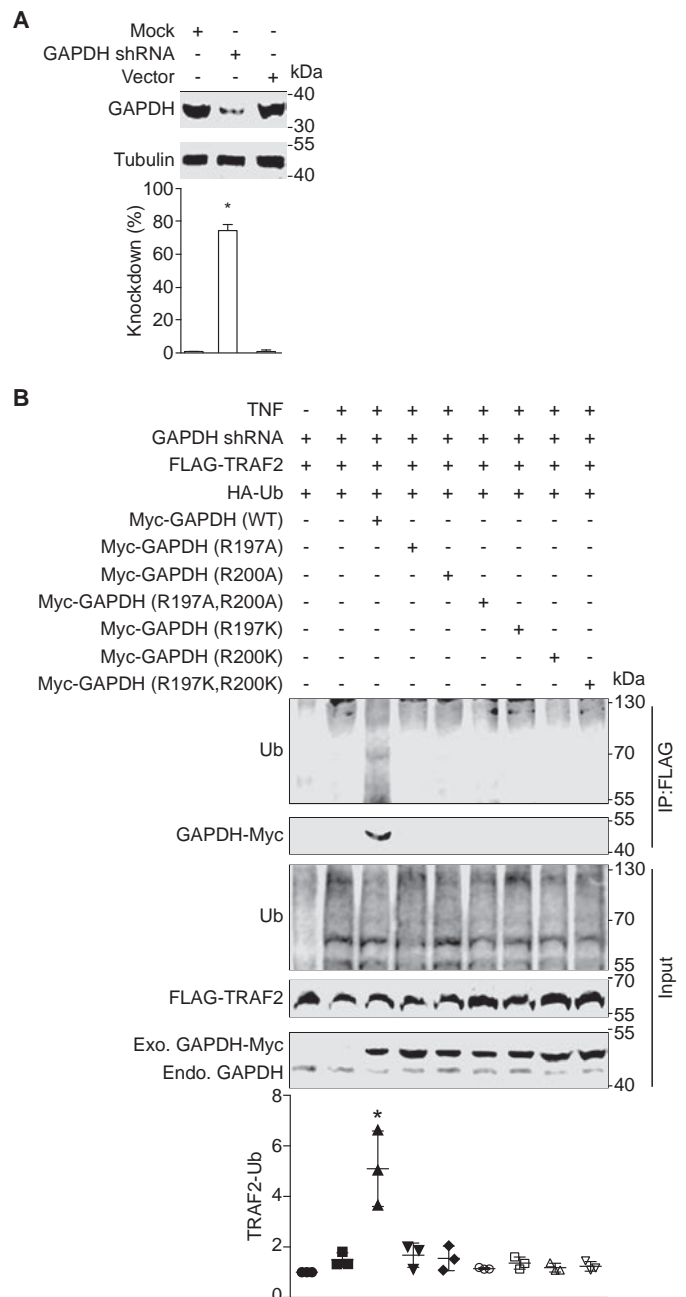 A
Mock + - -
GAPDH shRNA - + -
Vector - - + kDa
GAPDH -40
-30
Tubulin -55
-40
Knockdown (%)
100
80
60
40
20
0
*
B
TNF - + + + + + + + +
GAPDH shRNA + + + + + + + + +
FLAG-TRAF2 + + + + + + + + +
HA-Ub + + + + + + + + +
Myc-GAPDH (WT) - - + - - - - - -
Myc-GAPDH (R197A) - - - + - - - - -
Myc-GAPDH (R200A) - - - - + - - - -
Myc-GAPDH (R197A,R200A) - - - - - + - - -
Myc-GAPDH (R197K) - - - - - - + - -
Myc-GAPDH (R200K) - - - - - - - + -
Myc-GAPDH (R197K,R200K) - - - - - - - - +
kDa
Ub -130
-70
-55
GAPDH-Myc -55
-40
IP:FLAG
Ub -130
-70
-55
FLAG-TRAF2 -70
-55
Exo. GAPDH-Myc -55
Endo. GAPDH -40
Input
TRAF2-Ub
8
6
4
2
0
*